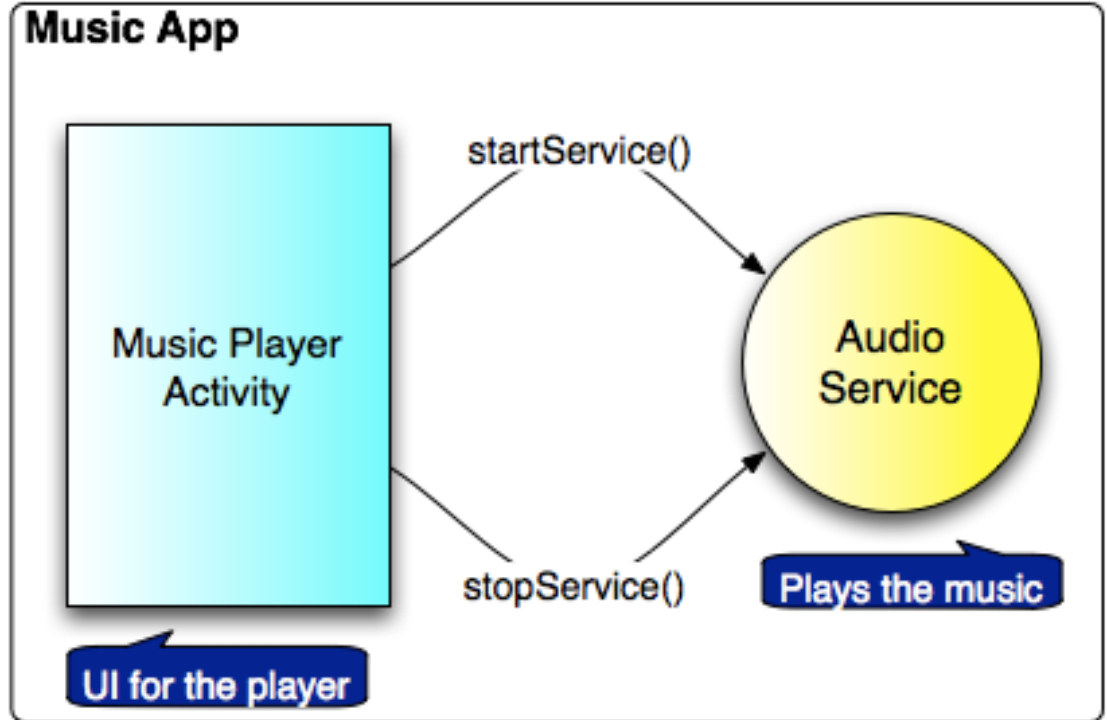 Music App
startService()
Music Player
Activity
Audio
Service
stopService()
Plays the music
UI for the player